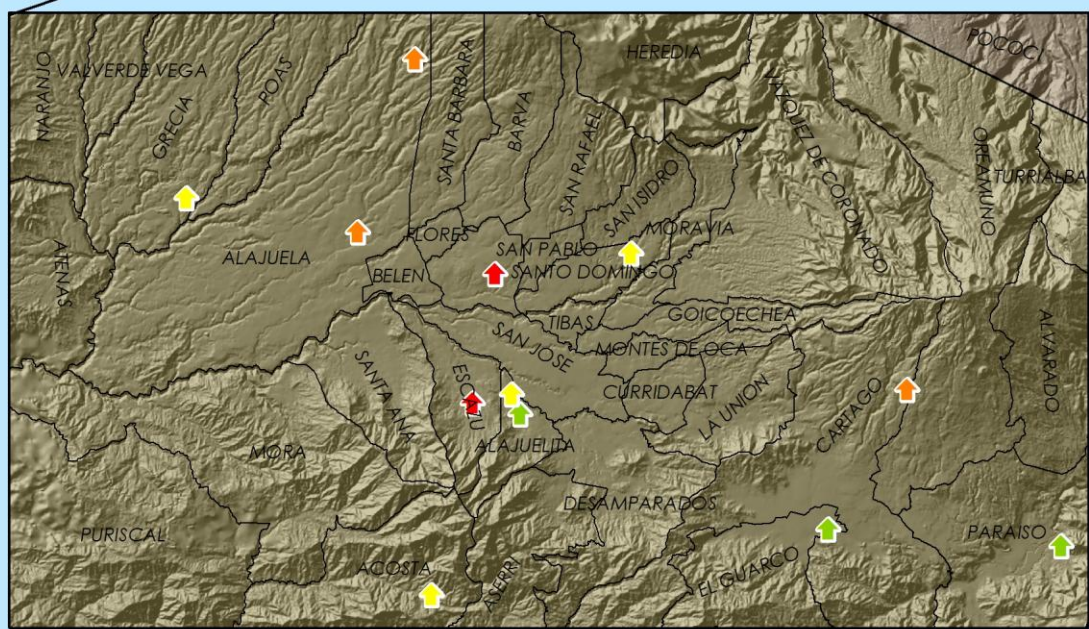 POCOCI
HEREDIA
VALVERDE VEGA
NARANJO
POAS
GRECIA
SANTA BARBARA
BARVA
SAN RAFAEL
VAZQUEZ DE CORONADO
OREAMUNO
TURRIALBA
SAN ISIDRO
MORAVIA
ATENAS
ALAJUELA
FLORES
SAN PABLO
BELEN
SANTO DOMINGO
TIBAS
GOICOECHEA
SAN JOSE
MONTES DE OCA
ALVARADO
SANTA ANA
ESCAZU
CURRIDABAT
LA UNION
CARTAGO
ALAJUELITA
MORA
DESAMPARADOS
PURISCAL
PARAISO
ACOSTA
ASERRI
EL GUARCO